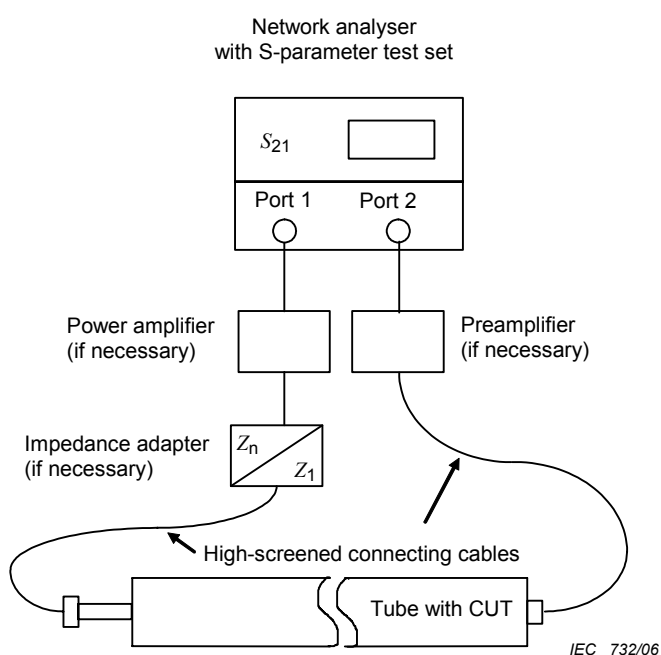 Network analyser
with S-parameter test set
S21
Port 1
Port 2
Power amplifier
(if necessary)
Preamplifier
(if necessary)
Impedance adapter
(if necessary)
Zn
Z1
High-screened connecting cables
Tube with CUT
IEC 732/06